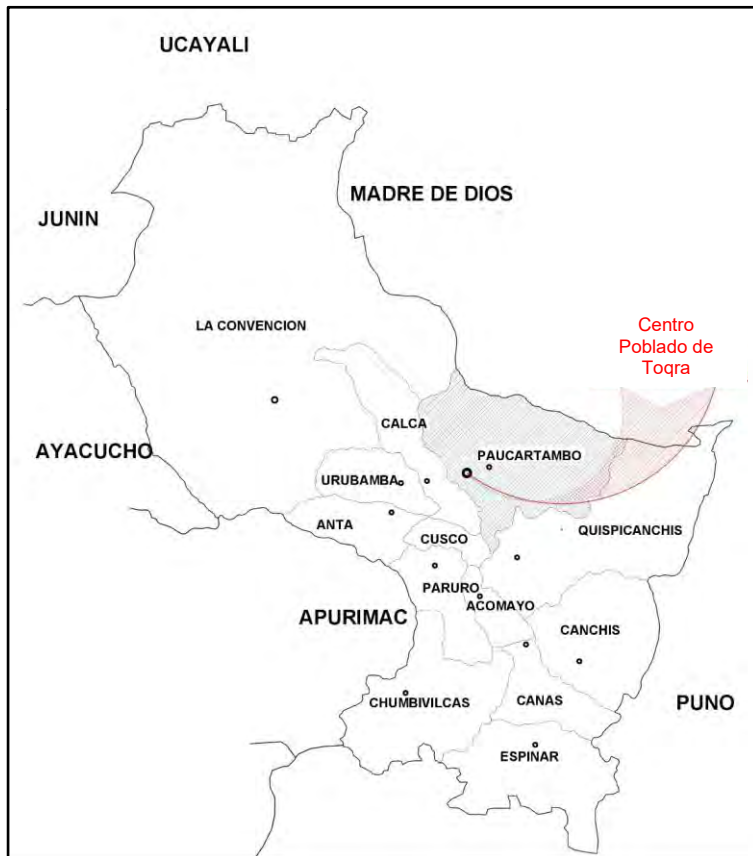 UCAYALI
MADRE DE DIOS
JUNIN
LA CONVENCION
Centro
Poblado de
Toqra
CALCA
AYACUCHO
PAUCARTAMBO
URUBAMBA
ANTA
QUISPICANCHIS
CUSCO
PARURO
ACOMAYO
APURIMAC
CANCHIS
CHUMBIVILCAS
CANAS
PUNO
ESPINAR